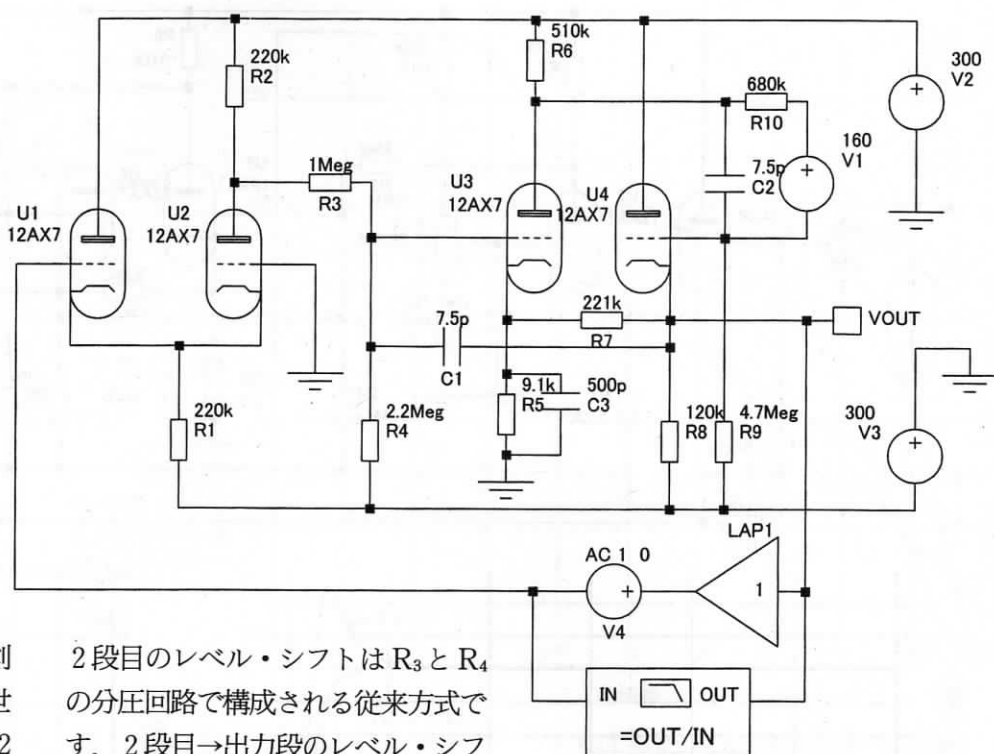 510k
R6
220k
R2
300
V2
680k
R10
160
V1
1Meg
R3
7.5p
C2
U3
12AX7
U4
12AX7
U1
12AX7
U2
12AX7
221k
R7
VOUT
7.5p
C1
9.1k
R5
500p
C3
220k
R1
2.2Meg
R4
120k
R8
4.7Meg
R9
300
V3
LAP1
AC 1 0
1
V4
IN OUT
=OUT/IN
2段目のレベル・シフトはR₃とR₄
の分圧回路で構成される従来方式で
す．2段目→出力段のレベル・シフ
世
2